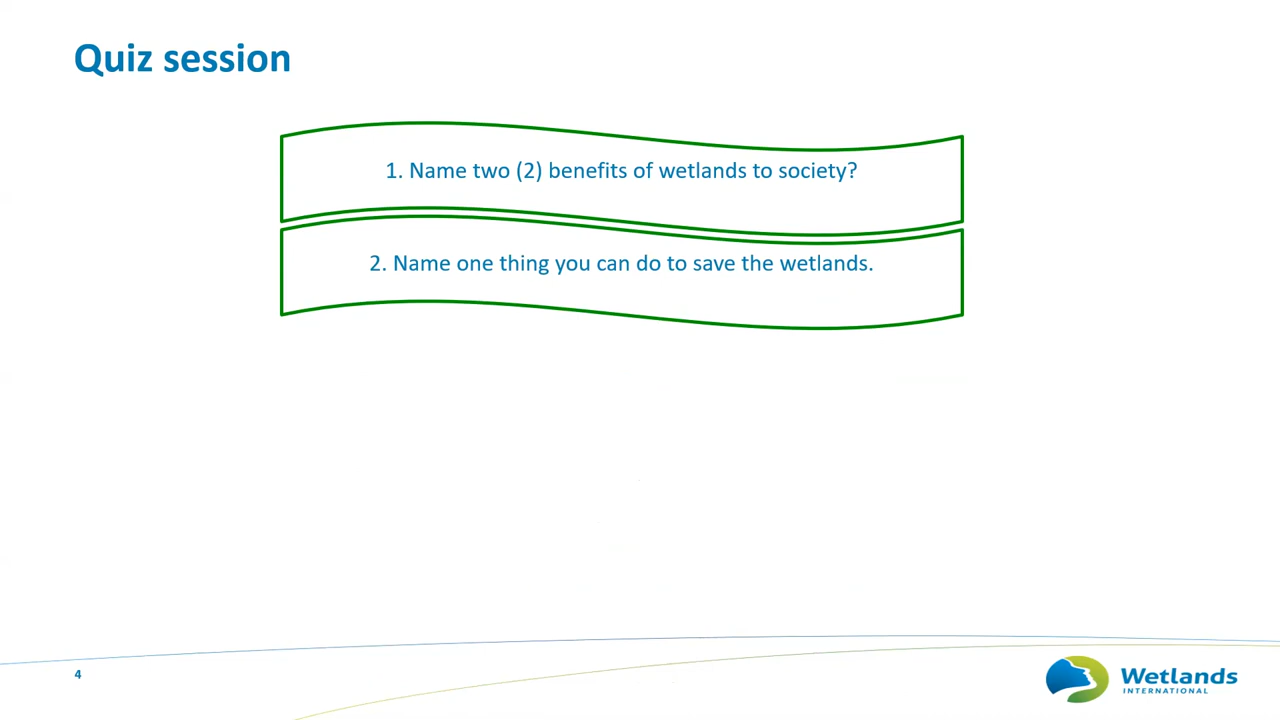 Quiz session
1. Name two (2) benefits of wetlands to society?
2. Name one thing you can do to save the wetlands.
4
Wetlands
INTERNATIONAL